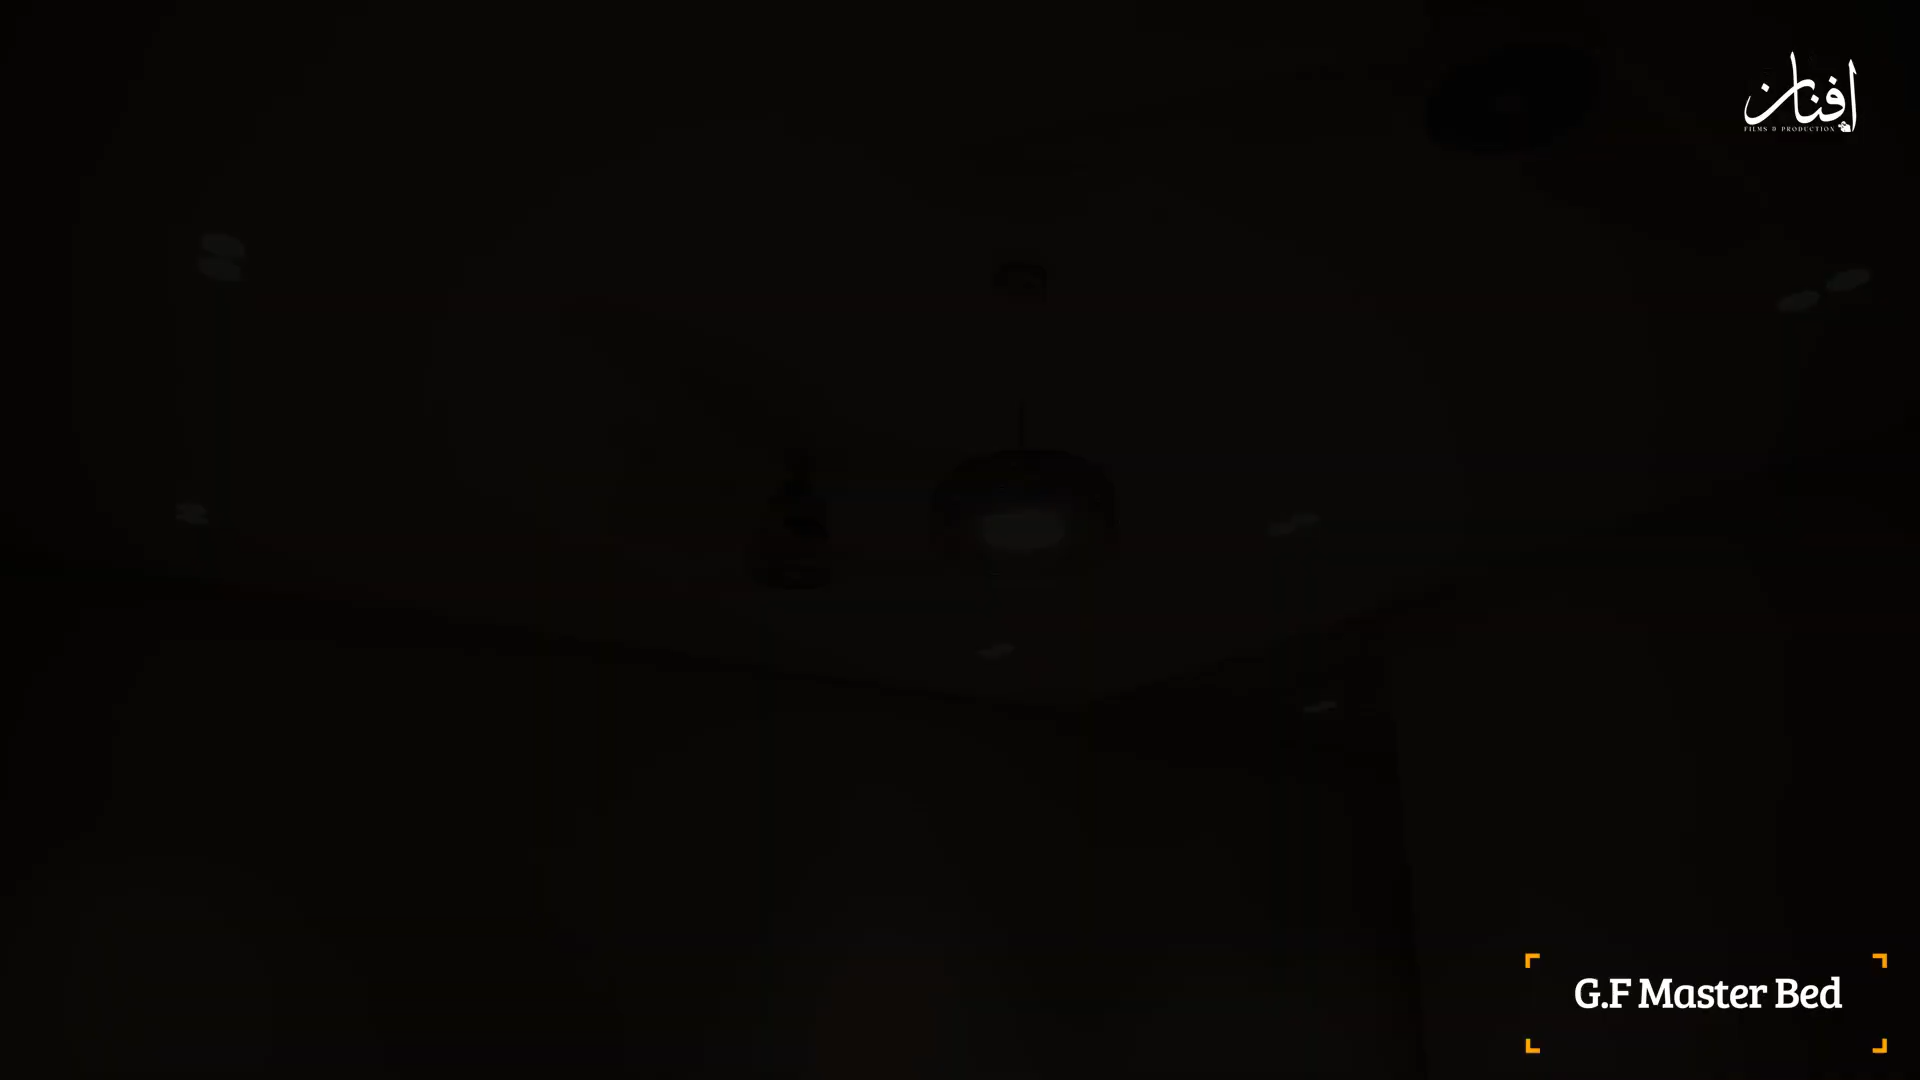 افنان
FILMS & PRODUCTION
G.F Master Bed